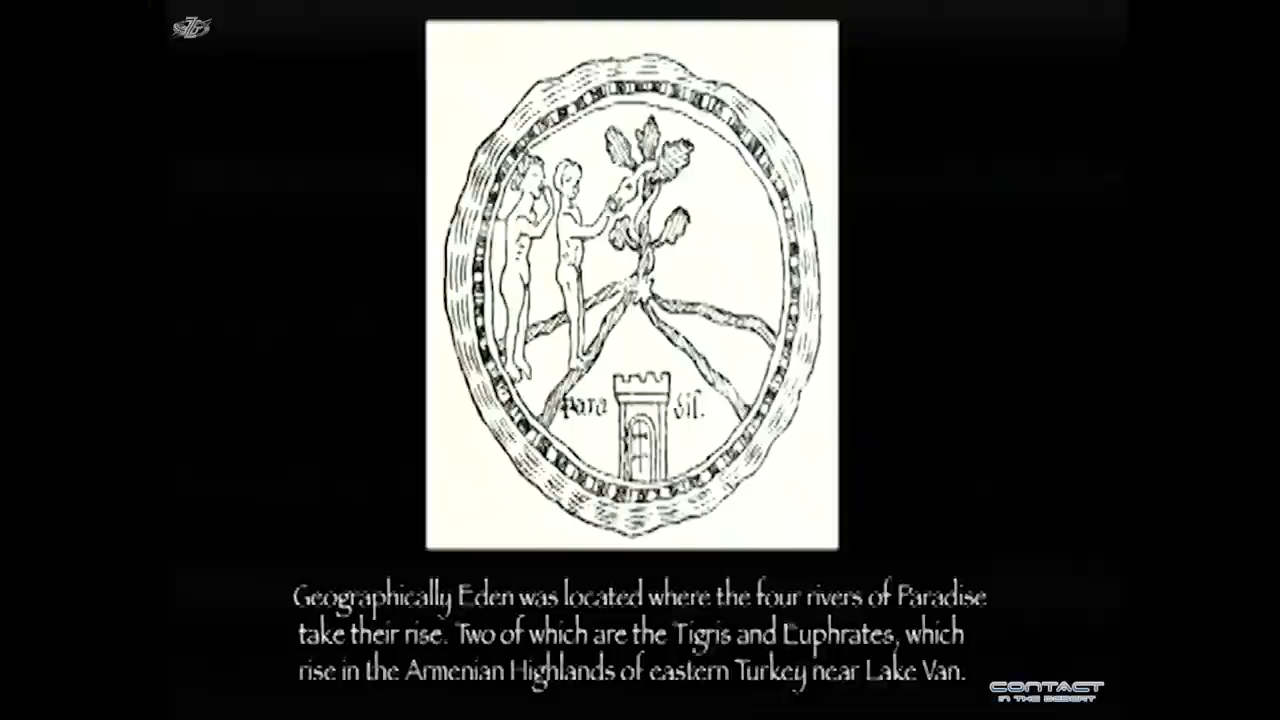 para dis.
Geographically Eden was located where the four rivers of Paradise
take their rise. Two of which are the Tigris and Euphrates, which
rise in the Armenian Highlands of eastern Turkey near Lake Van.
CONTACT
IN THE DESERT